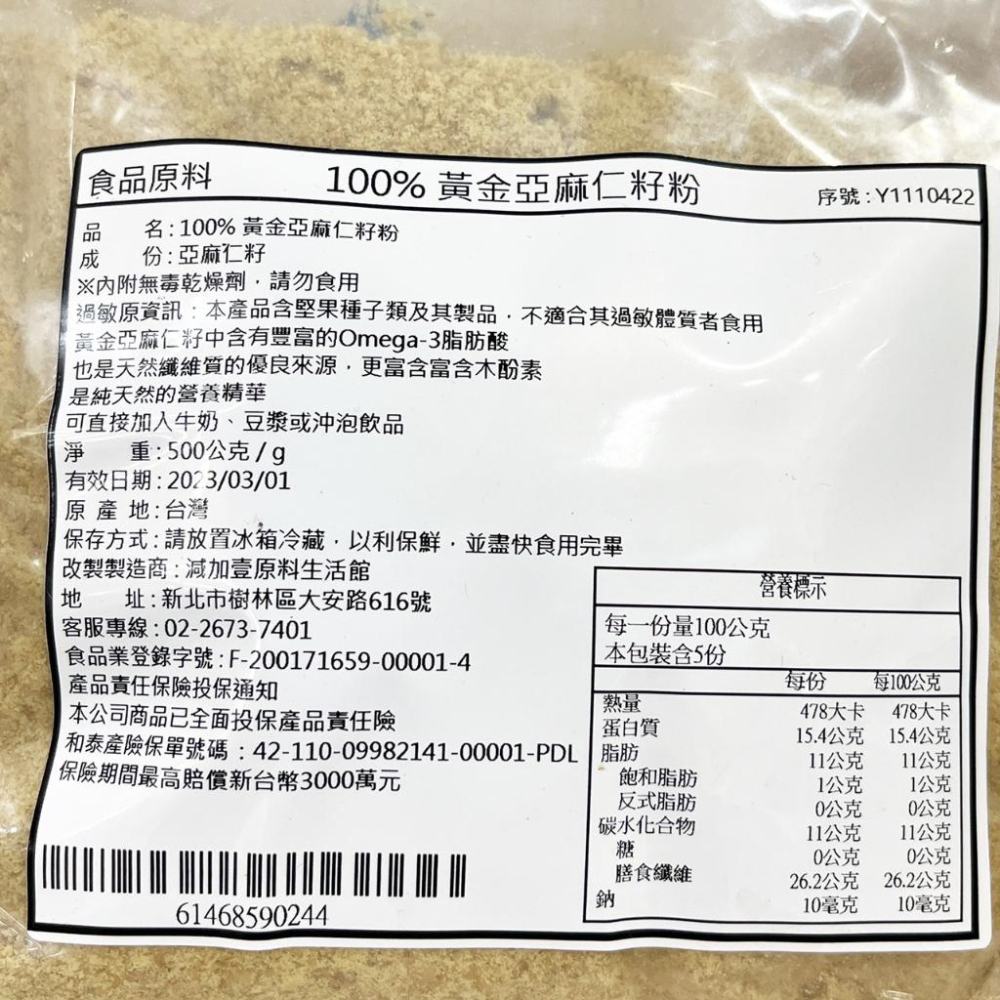 食品原料 100% 黃金亞麻仁籽粉 序號：Y1110422
品 名：100% 黃金亞麻仁籽粉
成 份：亞麻仁籽
※內附無毒乾燥劑，請勿食用
過敏原資訊：本產品含堅果種子類及其製品，不適合其過敏體質者食用
黃金亞麻仁籽中含有豐富的Omega-3脂肪酸
也是天然纖維質的優良來源，更富含富含木酚素
是純天然的營養精華
可直接加入牛奶、豆漿或沖泡飲品
淨 重：500公克 / g
有效日期：2023/03/01
原 產 地：台灣
保存方式：請放置冰箱冷藏，以利保鮮，並盡快食用完畢
改製製造商：減加壹原料生活館
地 址：新北市樹林區大安路616號
客服專線：02-2673-7401
食品業登錄字號：F-200171659-00001-4
產品責任保險投保通知
本公司商品已全面投保產品責任險
和泰產險保單號碼：42-110-09982141-00001-PDL
保險期間最高賠償新台幣3000萬元
61468590244
營養標示
每一份量100公克
本包裝含5份
每份 每100公克
熱量 478大卡 478大卡
蛋白質 15.4公克 15.4公克
脂肪 11公克 11公克
飽和脂肪 1公克 1公克
反式脂肪 0公克 0公克
碳水化合物 11公克 11公克
糖 0公克 0公克
膳食纖維 26.2公克 26.2公克
鈉 10毫克 10毫克